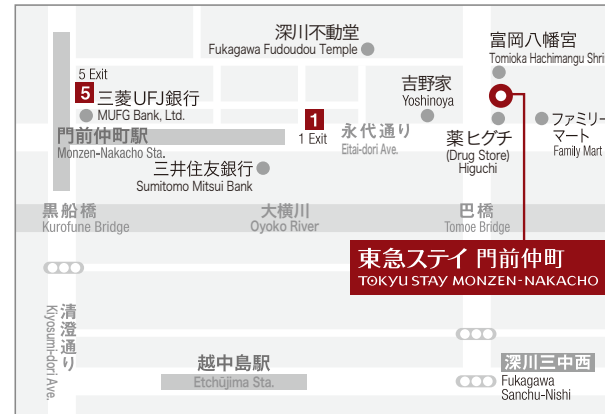 深川不動堂
Fukagawa Fudoudou Temple
富岡八幡宮
Tomioka Hachimangu Shri
5 Exit
5
三菱UFJ銀行
MUFG Bank, Ltd.
吉野家
Yoshinoya
1
1 Exit
永代通り
Eitai-dori Ave.
薬ヒグチ
(Drug Store)
Higuchi
ファミリー
マート
Family Mart
門前仲町駅
Monzen-Nakacho Sta.
三井住友銀行
Sumitomo Mitsui Bank
黒船橋
Kurofune Bridge
大横川
Oyoko River
巴橋
Tomoe Bridge
東急ステイ 門前仲町
TOKYU STAY MONZEN-NAKACHO
清澄通り
Kiyosumi-dori Ave.
越中島駅
Etchūjima Sta.
深川三中西
Fukagawa
Sanchu-Nishi